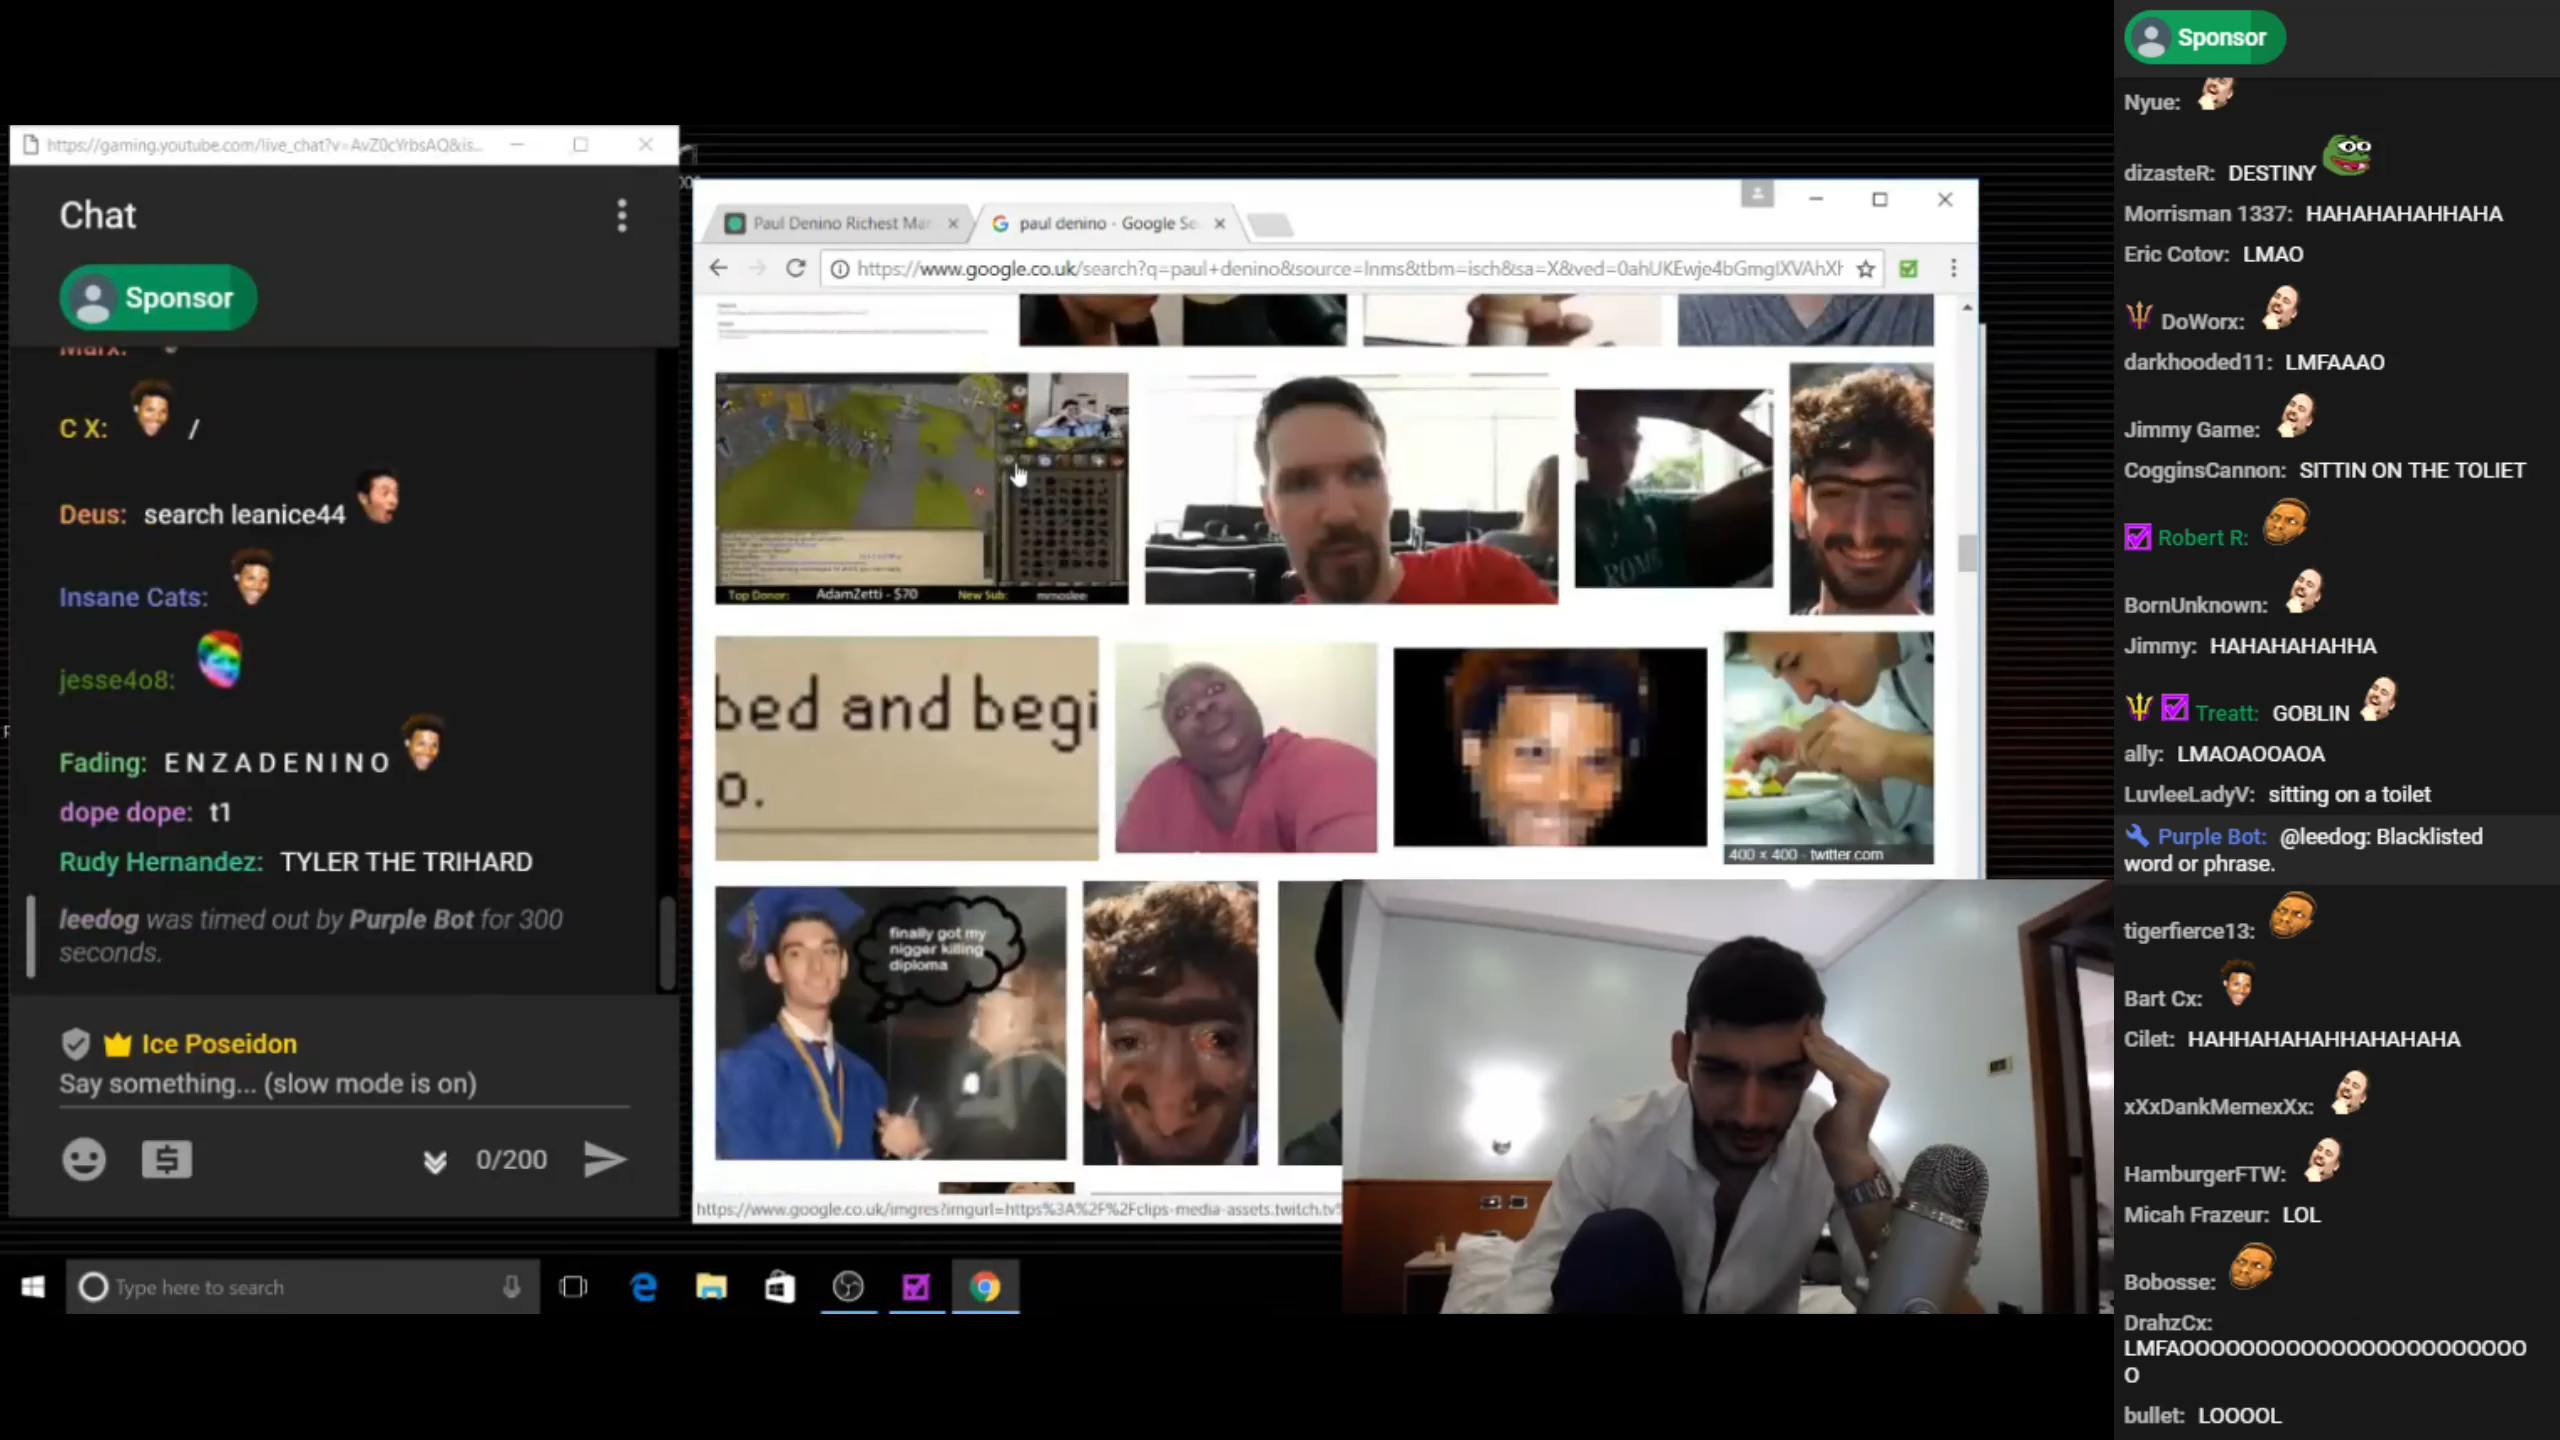 https://gaming.youtube.com/live_chat?v=AvZ0cYrbsAQ&is...
Chat
Sponsor
Marx:
C X: /
Deus: search leanice44
Insane Cats:
jesse4o8:
Fading: E N Z A D E N I N O
dope dope: t1
Rudy Hernandez: TYLER THE TRIHARD
leedog was timed out by Purple Bot for 300
seconds.
Ice Poseidon
Say something... (slow mode is on)
0/200
Paul Denino Richest Mar
paul denino - Google Se
https://www.google.co.uk/search?q=paul+denino&source=lnms&tbm=isch&sa=X&ved=0ahUKEwje4bGmgIXVAhXh
ROME
Top Donor: AdamZetti - $70 New Sub: mrmoslee
bed and begi
o.
400 × 400 - twitter.com
finally got my
nigger killing
diploma
https://www.google.co.uk/imgres?imgurl=https%3A%2F%2Fclips-media-assets.twitch.tv%
Type here to search
Sponsor
Nyue:
dizasteR: DESTINY
Morrisman 1337: HAHAHAHAHHAHA
Eric Cotov: LMAO
DoWorx:
darkhooded11: LMFAAAO
Jimmy Game:
CogginsCannon: SITTIN ON THE TOLIET
Robert R:
BornUnknown:
Jimmy: HAHAHAHAHHA
Treatt: GOBLIN
ally: LMAOAOOAOA
LuvleeLadyV: sitting on a toilet
Purple Bot: @leedog: Blacklisted
word or phrase.
tigerfierce13:
Bart Cx:
Cilet: HAHHAHAHAHHAHAHAHA
xXxDankMemexXx:
HamburgerFTW:
Micah Frazeur: LOL
Bobosse:
DrahzCx:
LMFAOOOOOOOOOOOOOOOOOOOOOOOO
O
bullet: LOOOOL